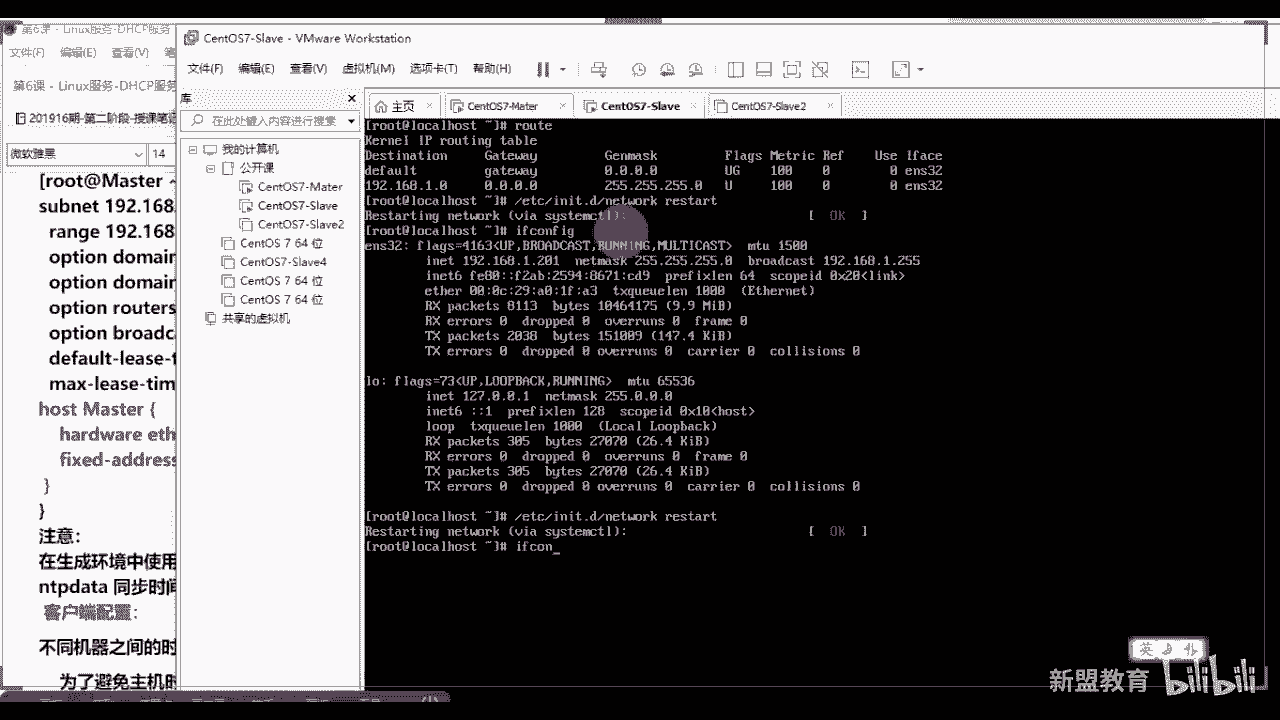 第6课 - Linux服务-DHCP服务
文件(F) 编辑(E) 查看(V)
第6课 - Linux服务-DHCP服务
201916期-第二阶段-授课笔记
微软雅黑 14
[root@Master ~
subnet 192.168.
range 192.168
option domain
option domain
option routers
option broadca
default-lease-t
max-lease-tim
host Master {
hardware eth
fixed-address
}
}
注意：
在生成环境中使用
ntpdata 同步时间
客户端配置：
不同机器之间的时
为了避免主机时
CentOS7-Slave - VMware Workstation
文件(F) 编辑(E) 查看(V) 虚拟机(M) 选项卡(T) 帮助(H)
库
在此处键入内容进行搜索
我的计算机
公开课
CentOS7-Mater
CentOS7-Slave
CentOS7-Slave2
CentOS 7 64 位
CentOS7-Slave4
CentOS 7 64 位
CentOS 7 64 位
主页 CentOS7-Mater CentOS7-Slave CentOS7-Slave2
[root@localhost ~]# route
Kernel IP routing table
Destination Gateway Genmask Flags Metric Ref Use Iface
default gateway 0.0.0.0 UG 100 0 0 ens32
192.168.1.0 0.0.0.0 255.255.255.0 U 100 0 0 ens32
[root@localhost ~]# /etc/init.d/network restart
Restarting network (via systemctl): [ OK ]
[root@localhost ~]# ifconfig
ens32: flags=4163<UP,BROADCAST,RUNNING,MULTICAST> mtu 1500
inet 192.168.1.201 netmask 255.255.255.0 broadcast 192.168.1.255
inet6 fe80::f2ab:2594:8671:cd9 prefixlen 64 scopeid 0x20<link>
ether 00:0c:29:a0:1f:a3 txqueuelen 1000 (Ethernet)
RX packets 8113 bytes 10464175 (9.9 MiB)
RX errors 0 dropped 0 overruns 0 frame 0
TX packets 2038 bytes 151009 (147.4 KiB)
TX errors 0 dropped 0 overruns 0 carrier 0 collisions 0
lo: flags=73<UP,LOOPBACK,RUNNING> mtu 65536
inet 127.0.0.1 netmask 255.0.0.0
inet6 ::1 prefixlen 128 scopeid 0x10<host>
loop txqueuelen 1000 (Local Loopback)
RX packets 305 bytes 27070 (26.4 KiB)
RX errors 0 dropped 0 overruns 0 frame 0
TX packets 305 bytes 27070 (26.4 KiB)
TX errors 0 dropped 0 overruns 0 carrier 0 collisions 0
[root@localhost ~]# /etc/init.d/network restart
Restarting network (via systemctl): [ OK ]
[root@localhost ~]# ifcon_
共享的虚拟机
英
新盟教育 bilibili